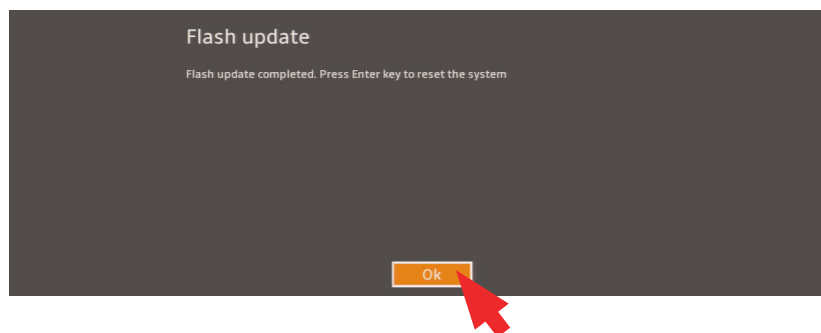 Flash update
Flash update completed. Press Enter key to reset the system
Ok